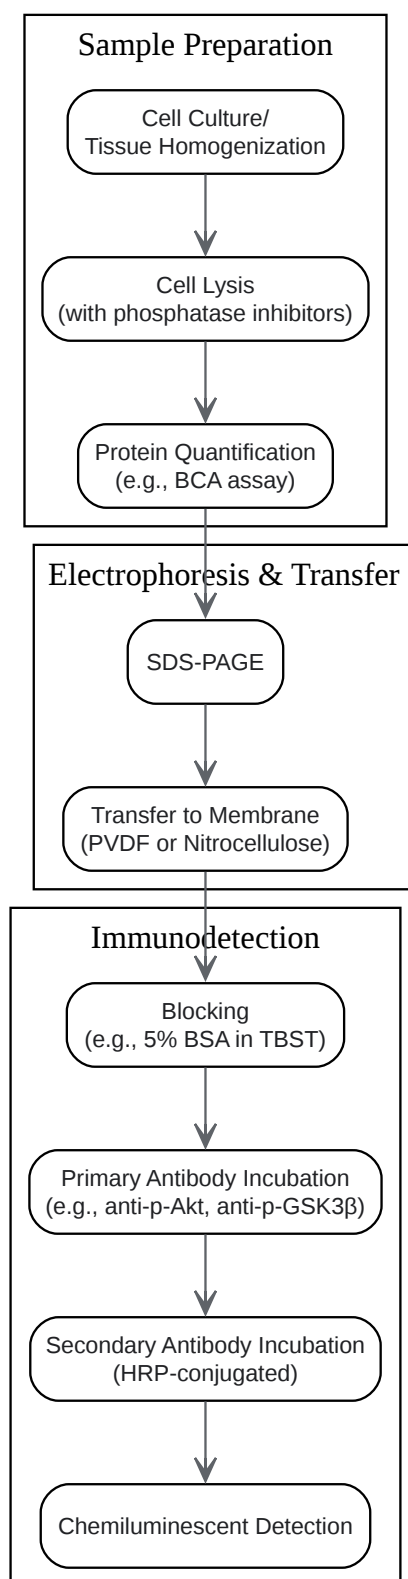 Sample Preparation
Cell Culture/
Tissue Homogenization
Cell Lysis
(with phosphatase inhibitors)
Protein Quantification
(e.g., BCA assay)
Electrophoresis & Transfer
SDS-PAGE
Transfer to Membrane
(PVDF or Nitrocellulose)
Immunodetection
Blocking
(e.g., 5% BSA in TBST)
Primary Antibody Incubation
(e.g., anti-p-Akt, anti-p-GSK3β)
Secondary Antibody Incubation
(HRP-conjugated)
Chemiluminescent Detection